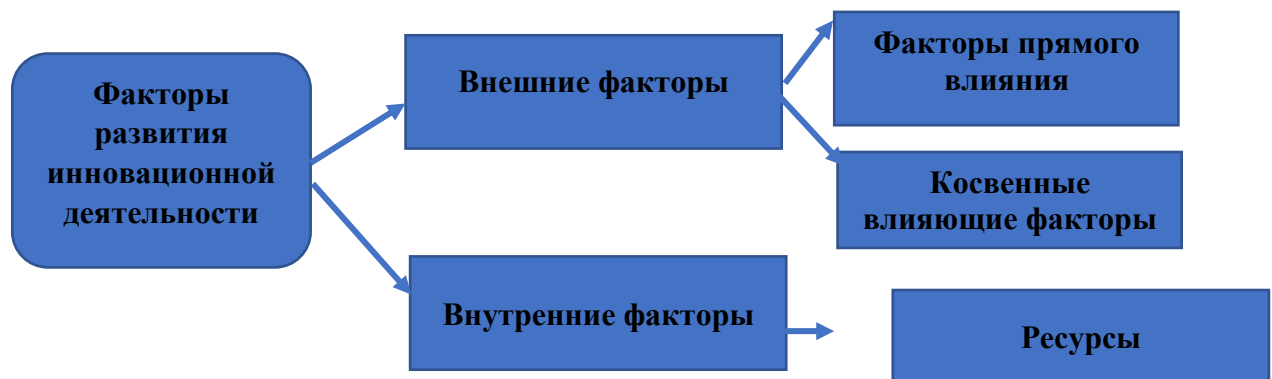 Факторы
развития
инновационной
деятельности
Внешние факторы
Факторы прямого
влияния
Косвенные
влияющие факторы
Внутренние факторы
Ресурсы